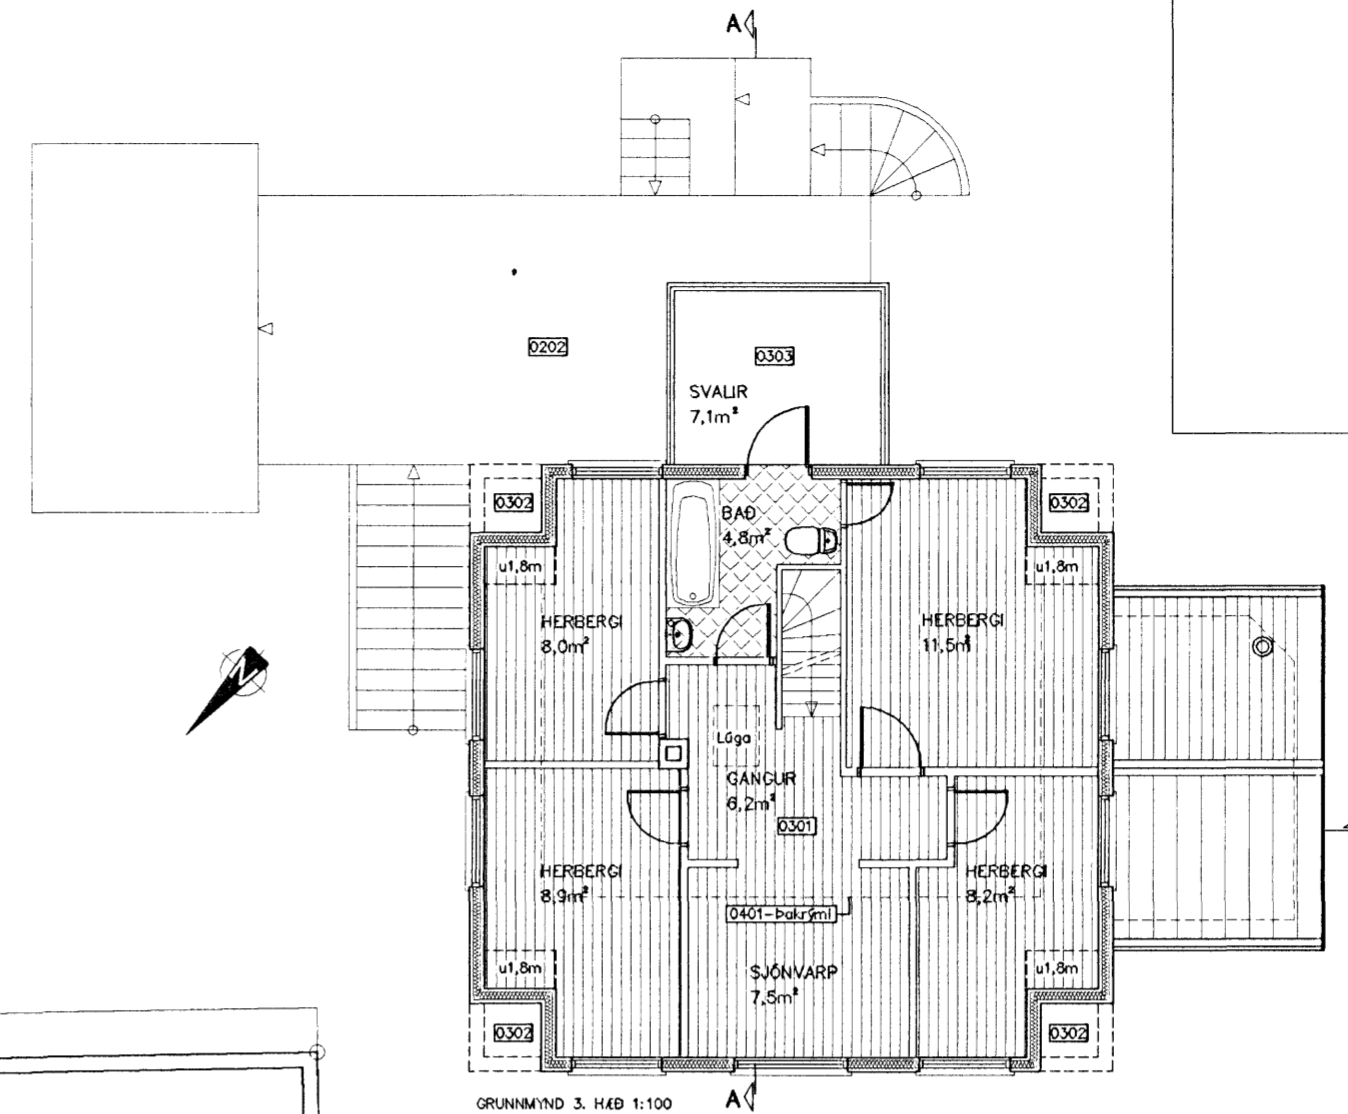 A
0202
0303
SVALIR
7,1m²
0302
0302
BAÐ
4,8m²
u1,8m
u1,8m
HERBERGI
8,0m²
HERBERGI
11,5m²
N
Lúga
GANGUR
6,2m²
0301
HERBERGI
8,9m²
HERBERGI
8,2m²
0401-Þakrými
u1,8m
SJÓNVARP
7,5m²
u1,8m
0302
0302
GRUNNMYND 3. HÆÐ 1:100
A